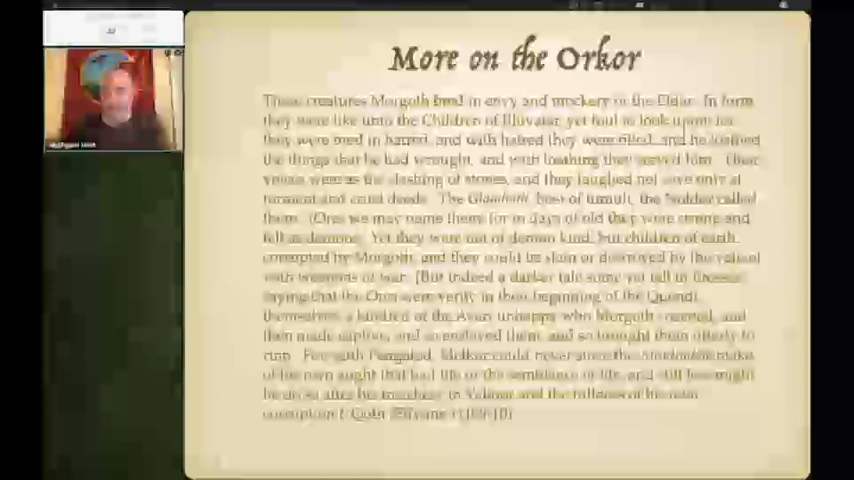 More on the Orkor
These creatures Morgoth bred in envy and mockery of the Eldar. In form
they were like unto the Children of Ilúvatar, yet foul to look upon: for
they were bred in hatred, and with hatred they were filled; and he loathed
the things that he had wrought, and with loathing they served him. Their
voices were as the clashing of stones, and they laughed not save only at
torment and cruel deeds. The Glamhoth, host of tumult, the Noldor called
them. (Orcs we may name them; for in days of old they were strong and
fell as demons. Yet they were not of demon kind, but children of earth
corrupted by Morgoth, and they could be slain or destroyed by the valiant
with weapons of war. [But indeed a darker tale some yet tell in Eressëa,
saying that the Orcs were verily in their beginning of the Quendi
themselves, a kindred of the Avari unhappy who Morgoth
then made captive, and so enslaved them, and so brought them utterly to
ruin. For saith Pengolod, Melkor could never since the make
of his own aught that had life or the semblance of life, and still less might
he do so after his treachery in Valinor and the fullness of his own
corruption.]